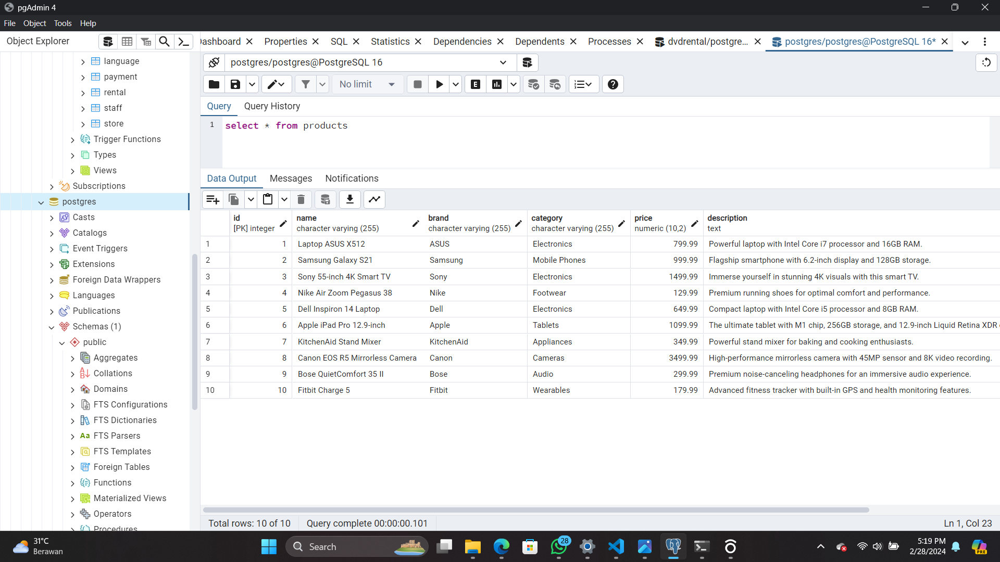 pgAdmin 4
File Object Tools Help
Object Explorer
Dashboard Properties SQL Statistics Dependencies Dependents Processes dvdrental/postgre... postgres/postgres@PostgreSQL 16*
postgres/postgres@PostgreSQL 16
No limit
E
Query Query History
1 select * from products
Data Output Messages Notifications
language
payment
rental
staff
store
Trigger Functions
Types
Views
Subscriptions
postgres
Casts
Catalogs
Event Triggers
Extensions
Foreign Data Wrappers
Languages
Publications
Schemas (1)
public
Aggregates
Collations
Domains
FTS Configurations
FTS Dictionaries
Aa FTS Parsers
FTS Templates
Foreign Tables
Functions
Materialized Views
Operators
Procedures
id name brand category price description
[PK] integer character varying (255) character varying (255) character varying (255) numeric (10,2) text
1 1 Laptop ASUS X512 ASUS Electronics 799.99 Powerful laptop with Intel Core i7 processor and 16GB RAM.
2 2 Samsung Galaxy S21 Samsung Mobile Phones 999.99 Flagship smartphone with 6.2-inch display and 128GB storage.
3 3 Sony 55-inch 4K Smart TV Sony Electronics 1499.99 Immerse yourself in stunning 4K visuals with this smart TV.
4 4 Nike Air Zoom Pegasus 38 Nike Footwear 129.99 Premium running shoes for optimal comfort and performance.
5 5 Dell Inspiron 14 Laptop Dell Electronics 649.99 Compact laptop with Intel Core i5 processor and 8GB RAM.
6 6 Apple iPad Pro 12.9-inch Apple Tablets 1099.99 The ultimate tablet with M1 chip, 256GB storage, and 12.9-inch Liquid Retina XDR
7 7 KitchenAid Stand Mixer KitchenAid Appliances 349.99 Powerful stand mixer for baking and cooking enthusiasts.
8 8 Canon EOS R5 Mirrorless Camera Canon Cameras 3499.99 High-performance mirrorless camera with 45MP sensor and 8K video recording.
9 9 Bose QuietComfort 35 II Bose Audio 299.99 Premium noise-canceling headphones for an immersive audio experience.
10 10 Fitbit Charge 5 Fitbit Wearables 179.99 Advanced fitness tracker with built-in GPS and health monitoring features.
Total rows: 10 of 10 Query complete 00:00:00.101 Ln 1, Col 23
31°C
Berawan
Search
28
5:19 PM
2/28/2024
PRE